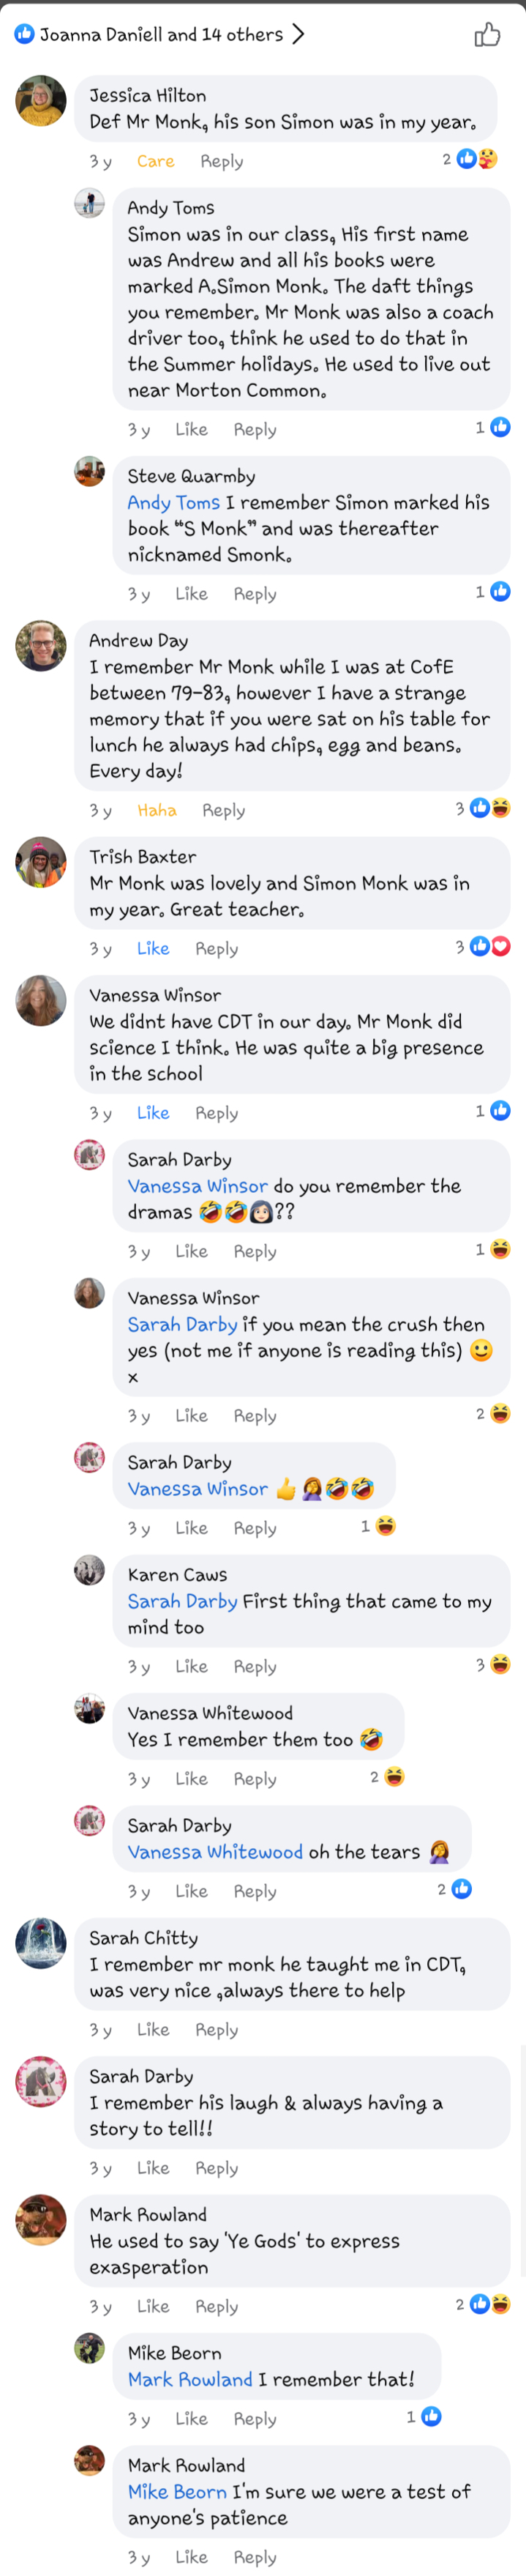 Joanna Daniell and 14 others >
Jessica Hilton
Def Mr Monk, his son Simon was in my year.
3 y Care Reply 2
Andy Toms
Simon was in our class, His first name
was Andrew and all his books were
marked A.Simon Monk. The daft things
you remember. Mr Monk was also a coach
driver too, think he used to do that in
the Summer holidays. He used to live out
near Morton Common.
3 y Like Reply 1
Steve Quarmby
Andy Toms I remember Simon marked his
book “S Monk” and was thereafter
nicknamed Smonk.
3 y Like Reply 1
Andrew Day
I remember Mr Monk while I was at CofE
between 79-83, however I have a strange
memory that if you were sat on his table for
lunch he always had chips, egg and beans.
Every day!
3 y Haha Reply 3
Trish Baxter
Mr Monk was lovely and Simon Monk was in
my year. Great teacher.
3 y Like Reply 3
Vanessa Winsor
We didnt have CDT in our day. Mr Monk did
science I think. He was quite a big presence
in the school
3 y Like Reply 1
Sarah Darby
Vanessa Winsor do you remember the
dramas 🤣🤣👩🏻??
3 y Like Reply 1
Vanessa Winsor
Sarah Darby if you mean the crush then
yes (not me if anyone is reading this) 🙂
x
3 y Like Reply 2
Sarah Darby
Vanessa Winsor 👍🤦‍♀️🤣🤣
3 y Like Reply 1
Karen Caws
Sarah Darby First thing that came to my
mind too
3 y Like Reply 3
Vanessa Whitewood
Yes I remember them too 🤣
3 y Like Reply 2
Sarah Darby
Vanessa Whitewood oh the tears 🤦‍♀️
3 y Like Reply 2
Sarah Chitty
I remember mr monk he taught me in CDT,
was very nice ,always there to help
3 y Like Reply
Sarah Darby
I remember his laugh & always having a
story to tell!!
3 y Like Reply
Mark Rowland
He used to say 'Ye Gods' to express
exasperation
3 y Like Reply 2
Mike Beorn
Mark Rowland I remember that!
3 y Like Reply 1
Mark Rowland
Mike Beorn I'm sure we were a test of
anyone's patience
3 y Like Reply